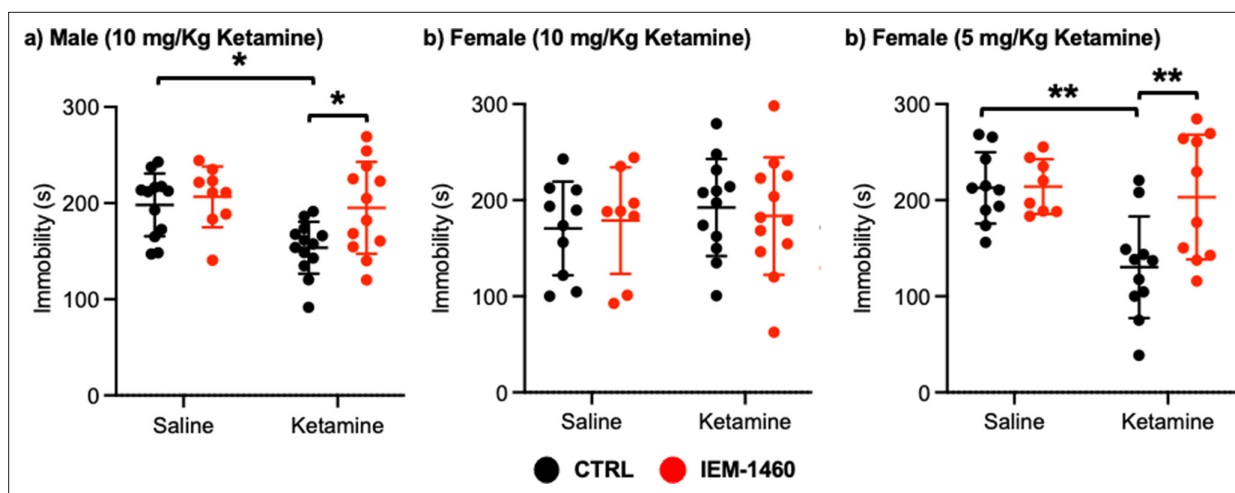 a) Male (10 mg/Kg Ketamine)
*
*
Immobility (s)
300
200
100
0
Saline
Ketamine
b) Female (10 mg/Kg Ketamine)
Immobility (s)
300
200
100
0
Saline
Ketamine
b) Female (5 mg/Kg Ketamine)
**
**
Immobility (s)
300
200
100
0
Saline
Ketamine
CTRL
IEM-1460